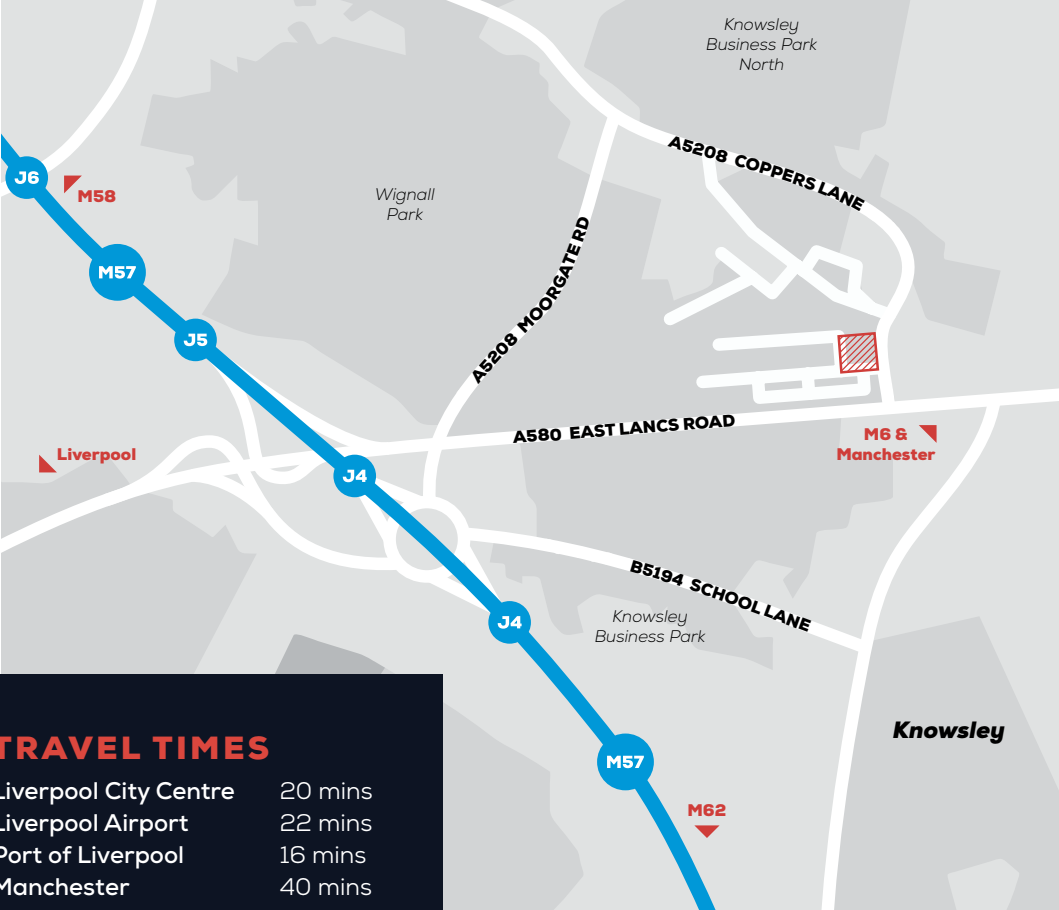 Knowsley
Business Park
North
A5208 COPPERS LANE
J6
M58
Wignall
Park
M57
A5208 MOORGATE RD
J5
A580 EAST LANCS ROAD
M6 &
Manchester
Liverpool
J4
B5194 SCHOOL LANE
J4
Knowsley
Business Park
Knowsley
M57
M62
TRAVEL TIMES
Liverpool City Centre 20 mins
Liverpool Airport 22 mins
Port of Liverpool 16 mins
Manchester 40 mins